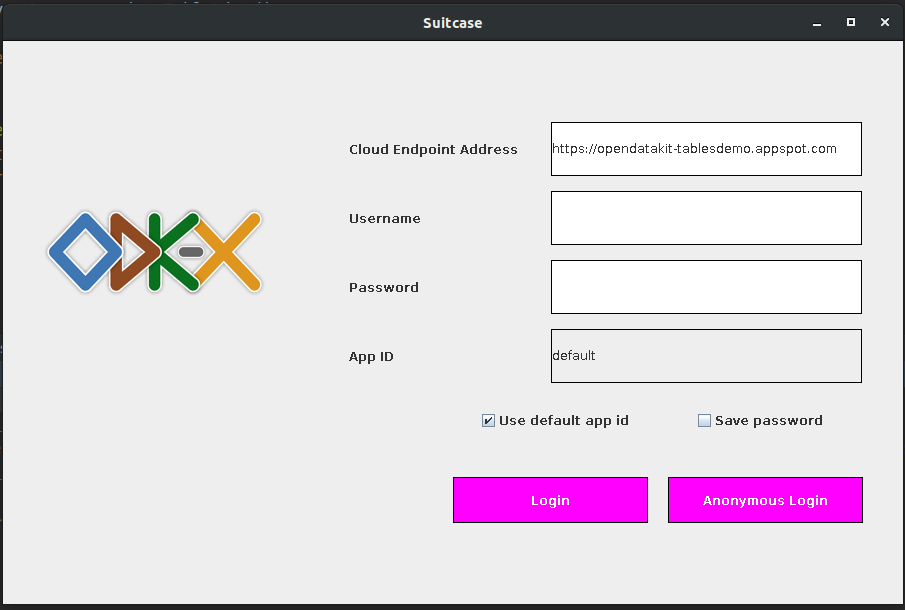 Suitcase
Cloud Endpoint Address
https://opendatakit-tablesdemo.appspot.com
Username
Password
App ID
default
Use default app id
Save password
Login
Anonymous Login
ODK-X